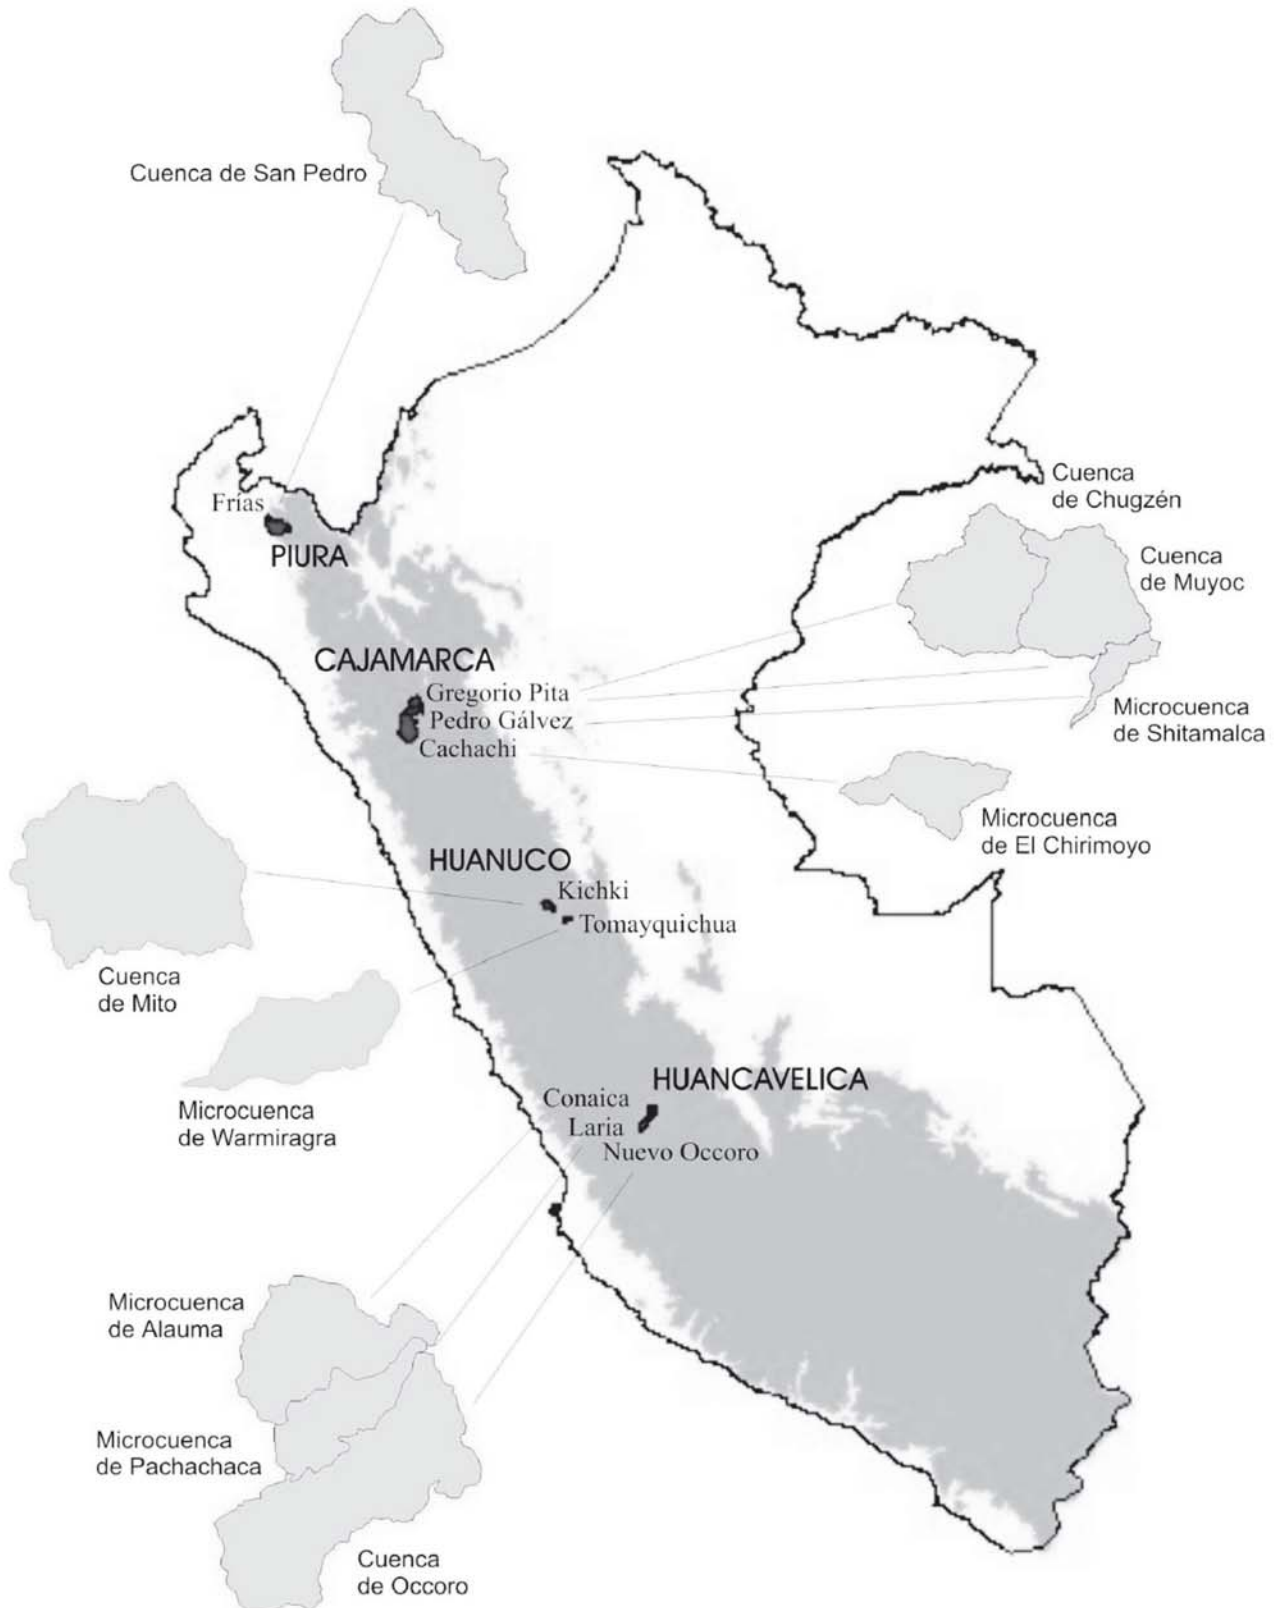 Cuenca de San Pedro
Frías
PIURA
Cuenca
de Chugzén
Cuenca
de Muyoc
CAJAMARCA
Gregorio Pita
Pedro Gálvez
Cachachi
Microcuenca
de Shitamalca
Microcuenca
de El Chirimoyo
HUANUCO
Kichki
Tomayquichua
Cuenca
de Mito
Microcuenca
de Warmiragra
HUANCAVELICA
Conaica
Laria
Nuevo Occoro
Microcuenca
de Alauma
Microcuenca
de Pachachaca
Cuenca
de Occoro